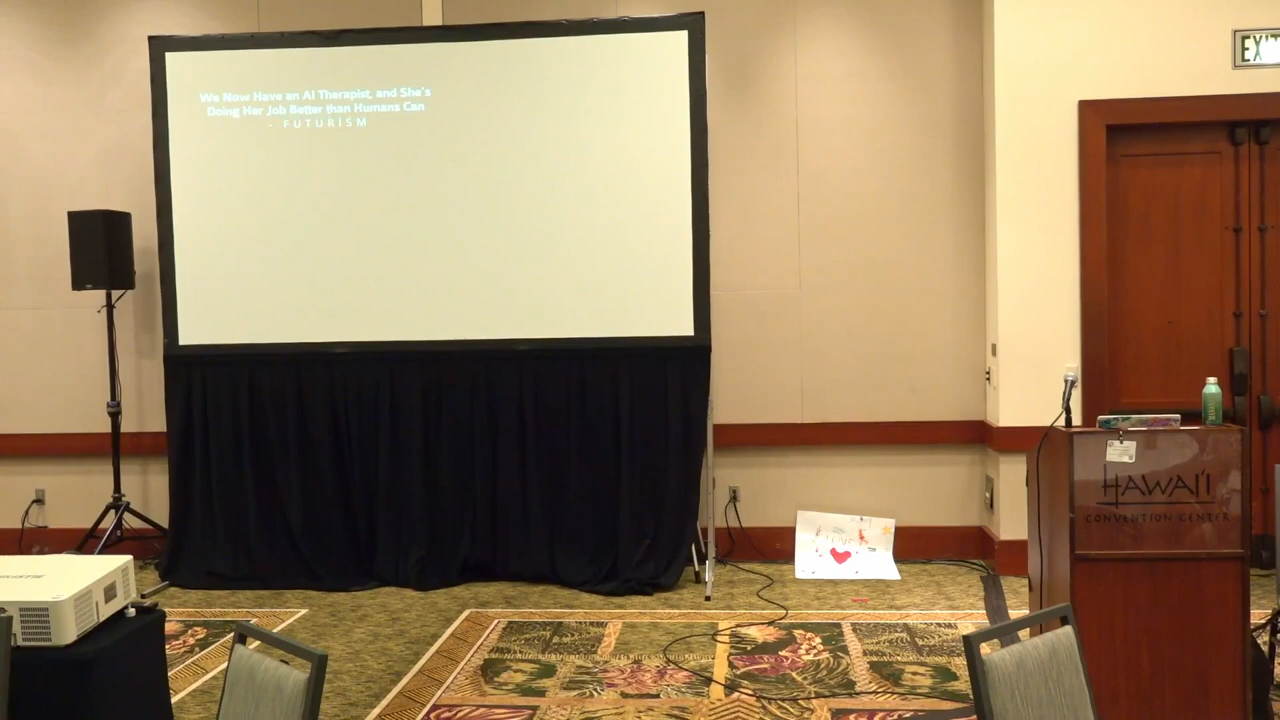 We Now Have an AI Therapist, and She's
Doing Her Job Better than Humans Can
- FUTURISM
EXIT
HAWAI'I
CONVENTION CENTER